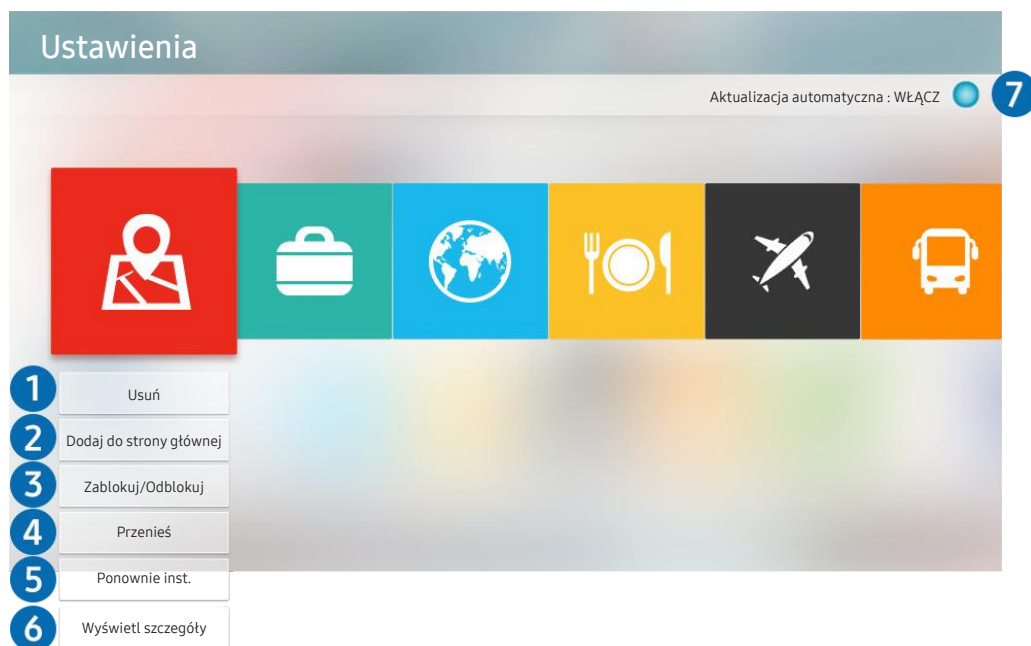 Ustawienia
Aktualizacja automatyczna : WŁĄCZ
7
1 Usuń
2 Dodaj do strony głównej
3 Zablokuj/Odblokuj
4 Przenieś
5 Ponownie inst.
6 Wyświetl szczegóły